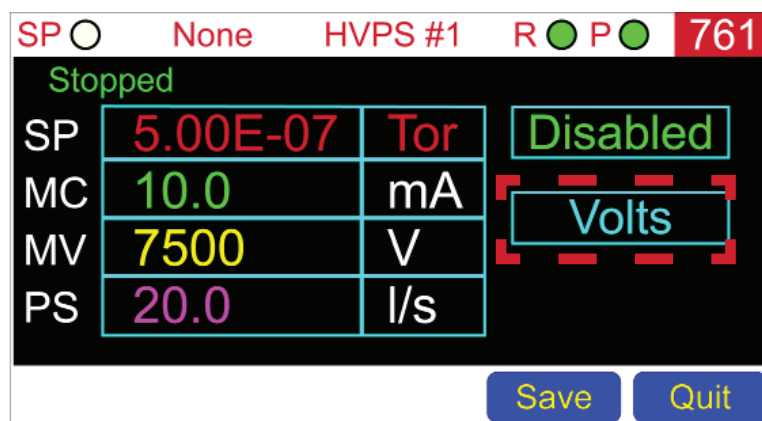 SP None HVPS #1 R P 761
Stopped
SP 5.00E-07 Tor Disabled
MC 10.0 mA Volts
MV 7500 V
PS 20.0 l/s
Save Quit